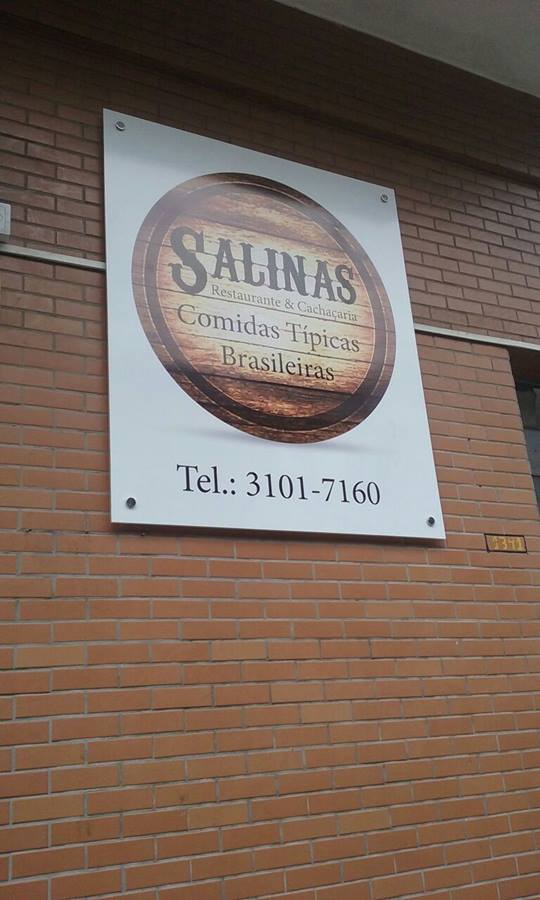 SALINAS
Restaurante & Cachaçaria
Comidas Típicas
Brasileiras
Tel.: 3101-7160